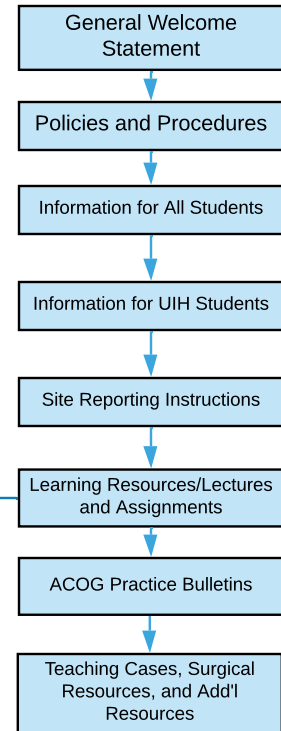 General Welcome
Statement
Policies and Procedures
Information for All Students
Information for UIH Students
Site Reporting Instructions
Learning Resources/Lectures
and Assignments
ACOG Practice Bulletins
Teaching Cases, Surgical
Resources, and Add'l
Resources